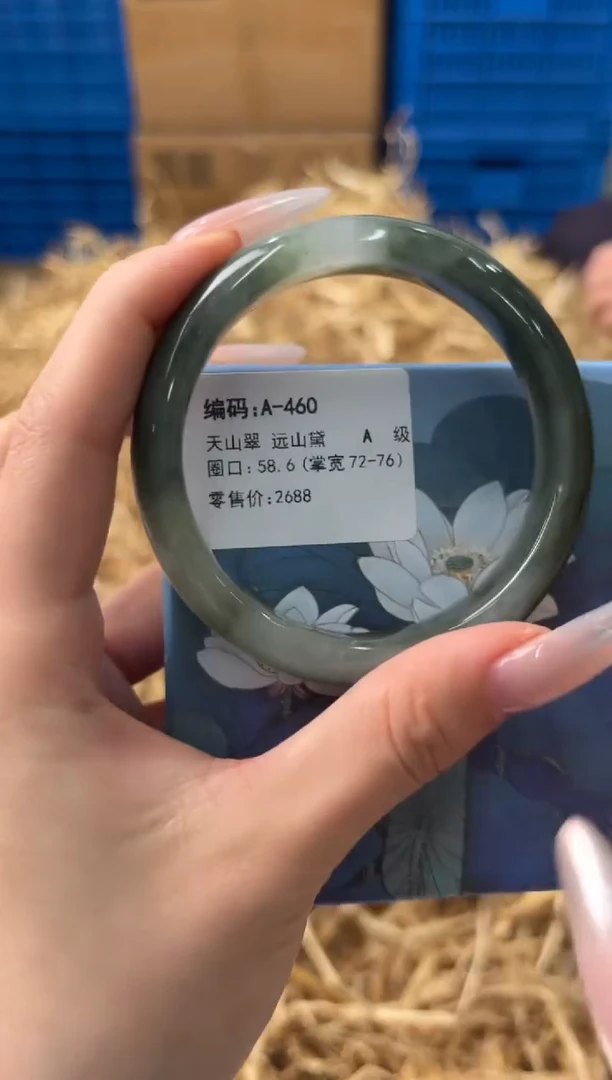 编码:A-460
天山翠 远山黛 A 级
圈口:58.6(掌宽72-76)
零售价:2688